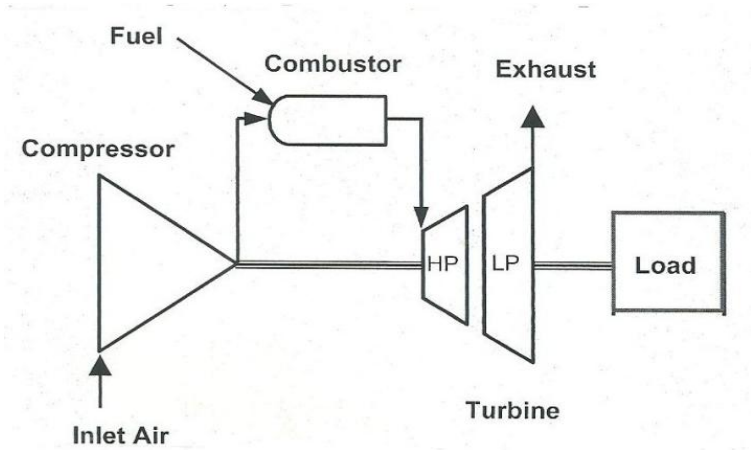 Fuel
Combustor
Exhaust
Compressor
HP
LP
Load
Turbine
Inlet Air